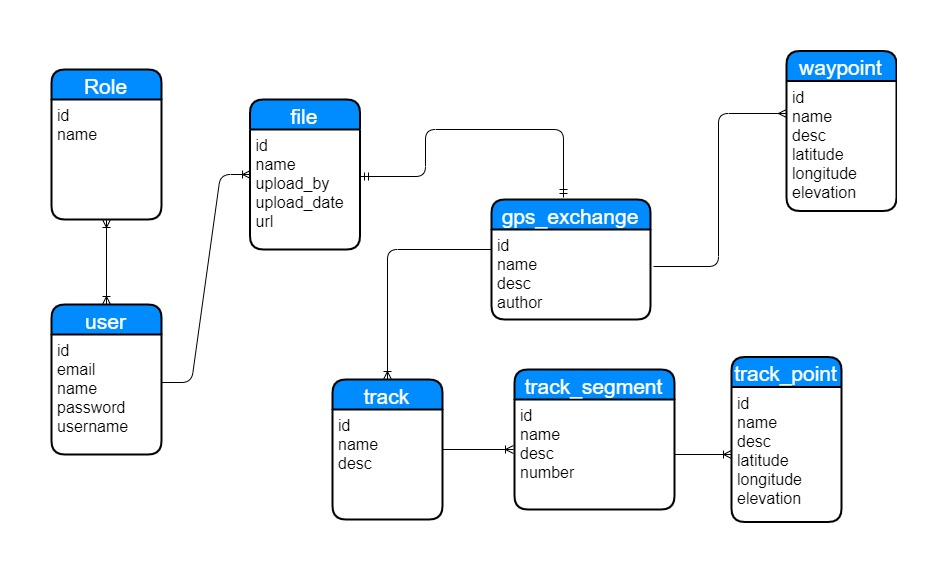 Role
id
name
file
id
name
upload_by
upload_date
url
waypoint
id
name
desc
latitude
longitude
elevation
gps_exchange
id
name
desc
author
user
id
email
name
password
username
track
id
name
desc
track_segment
id
name
desc
number
track_point
id
name
desc
latitude
longitude
elevation